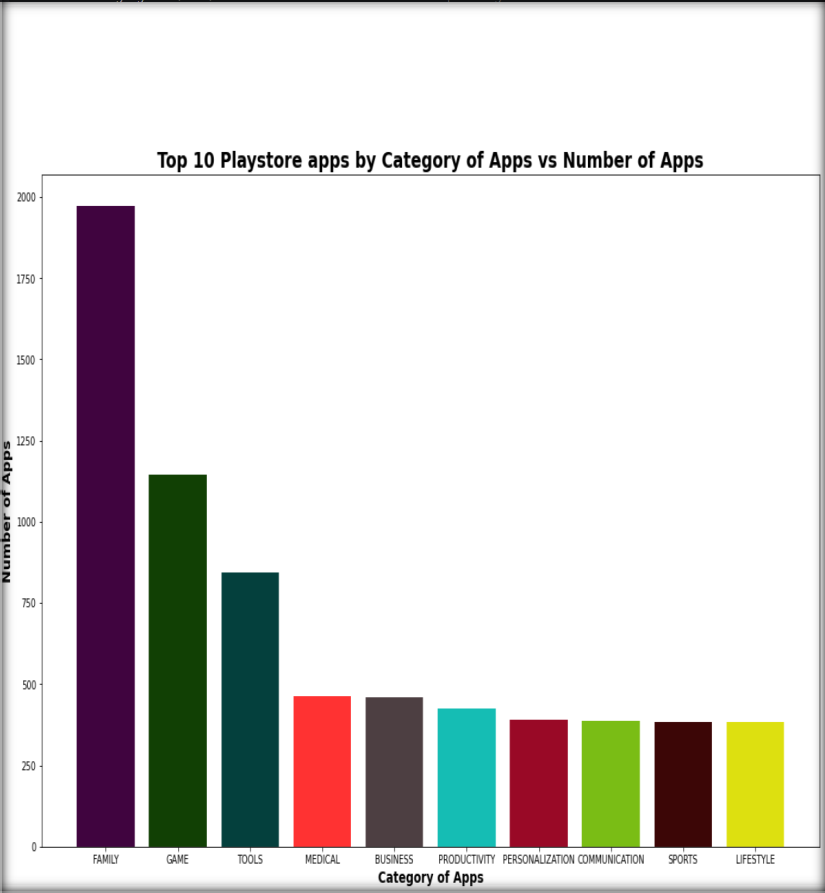 Top 10 Playstore apps by Category of Apps vs Number of Apps
2000
1750
1500
1250
1000
750
500
250
0
Number of Apps
FAMILY GAME TOOLS MEDICAL BUSINESS PRODUCTIVITY PERSONALIZATION COMMUNICATION SPORTS LIFESTYLE
Category of Apps